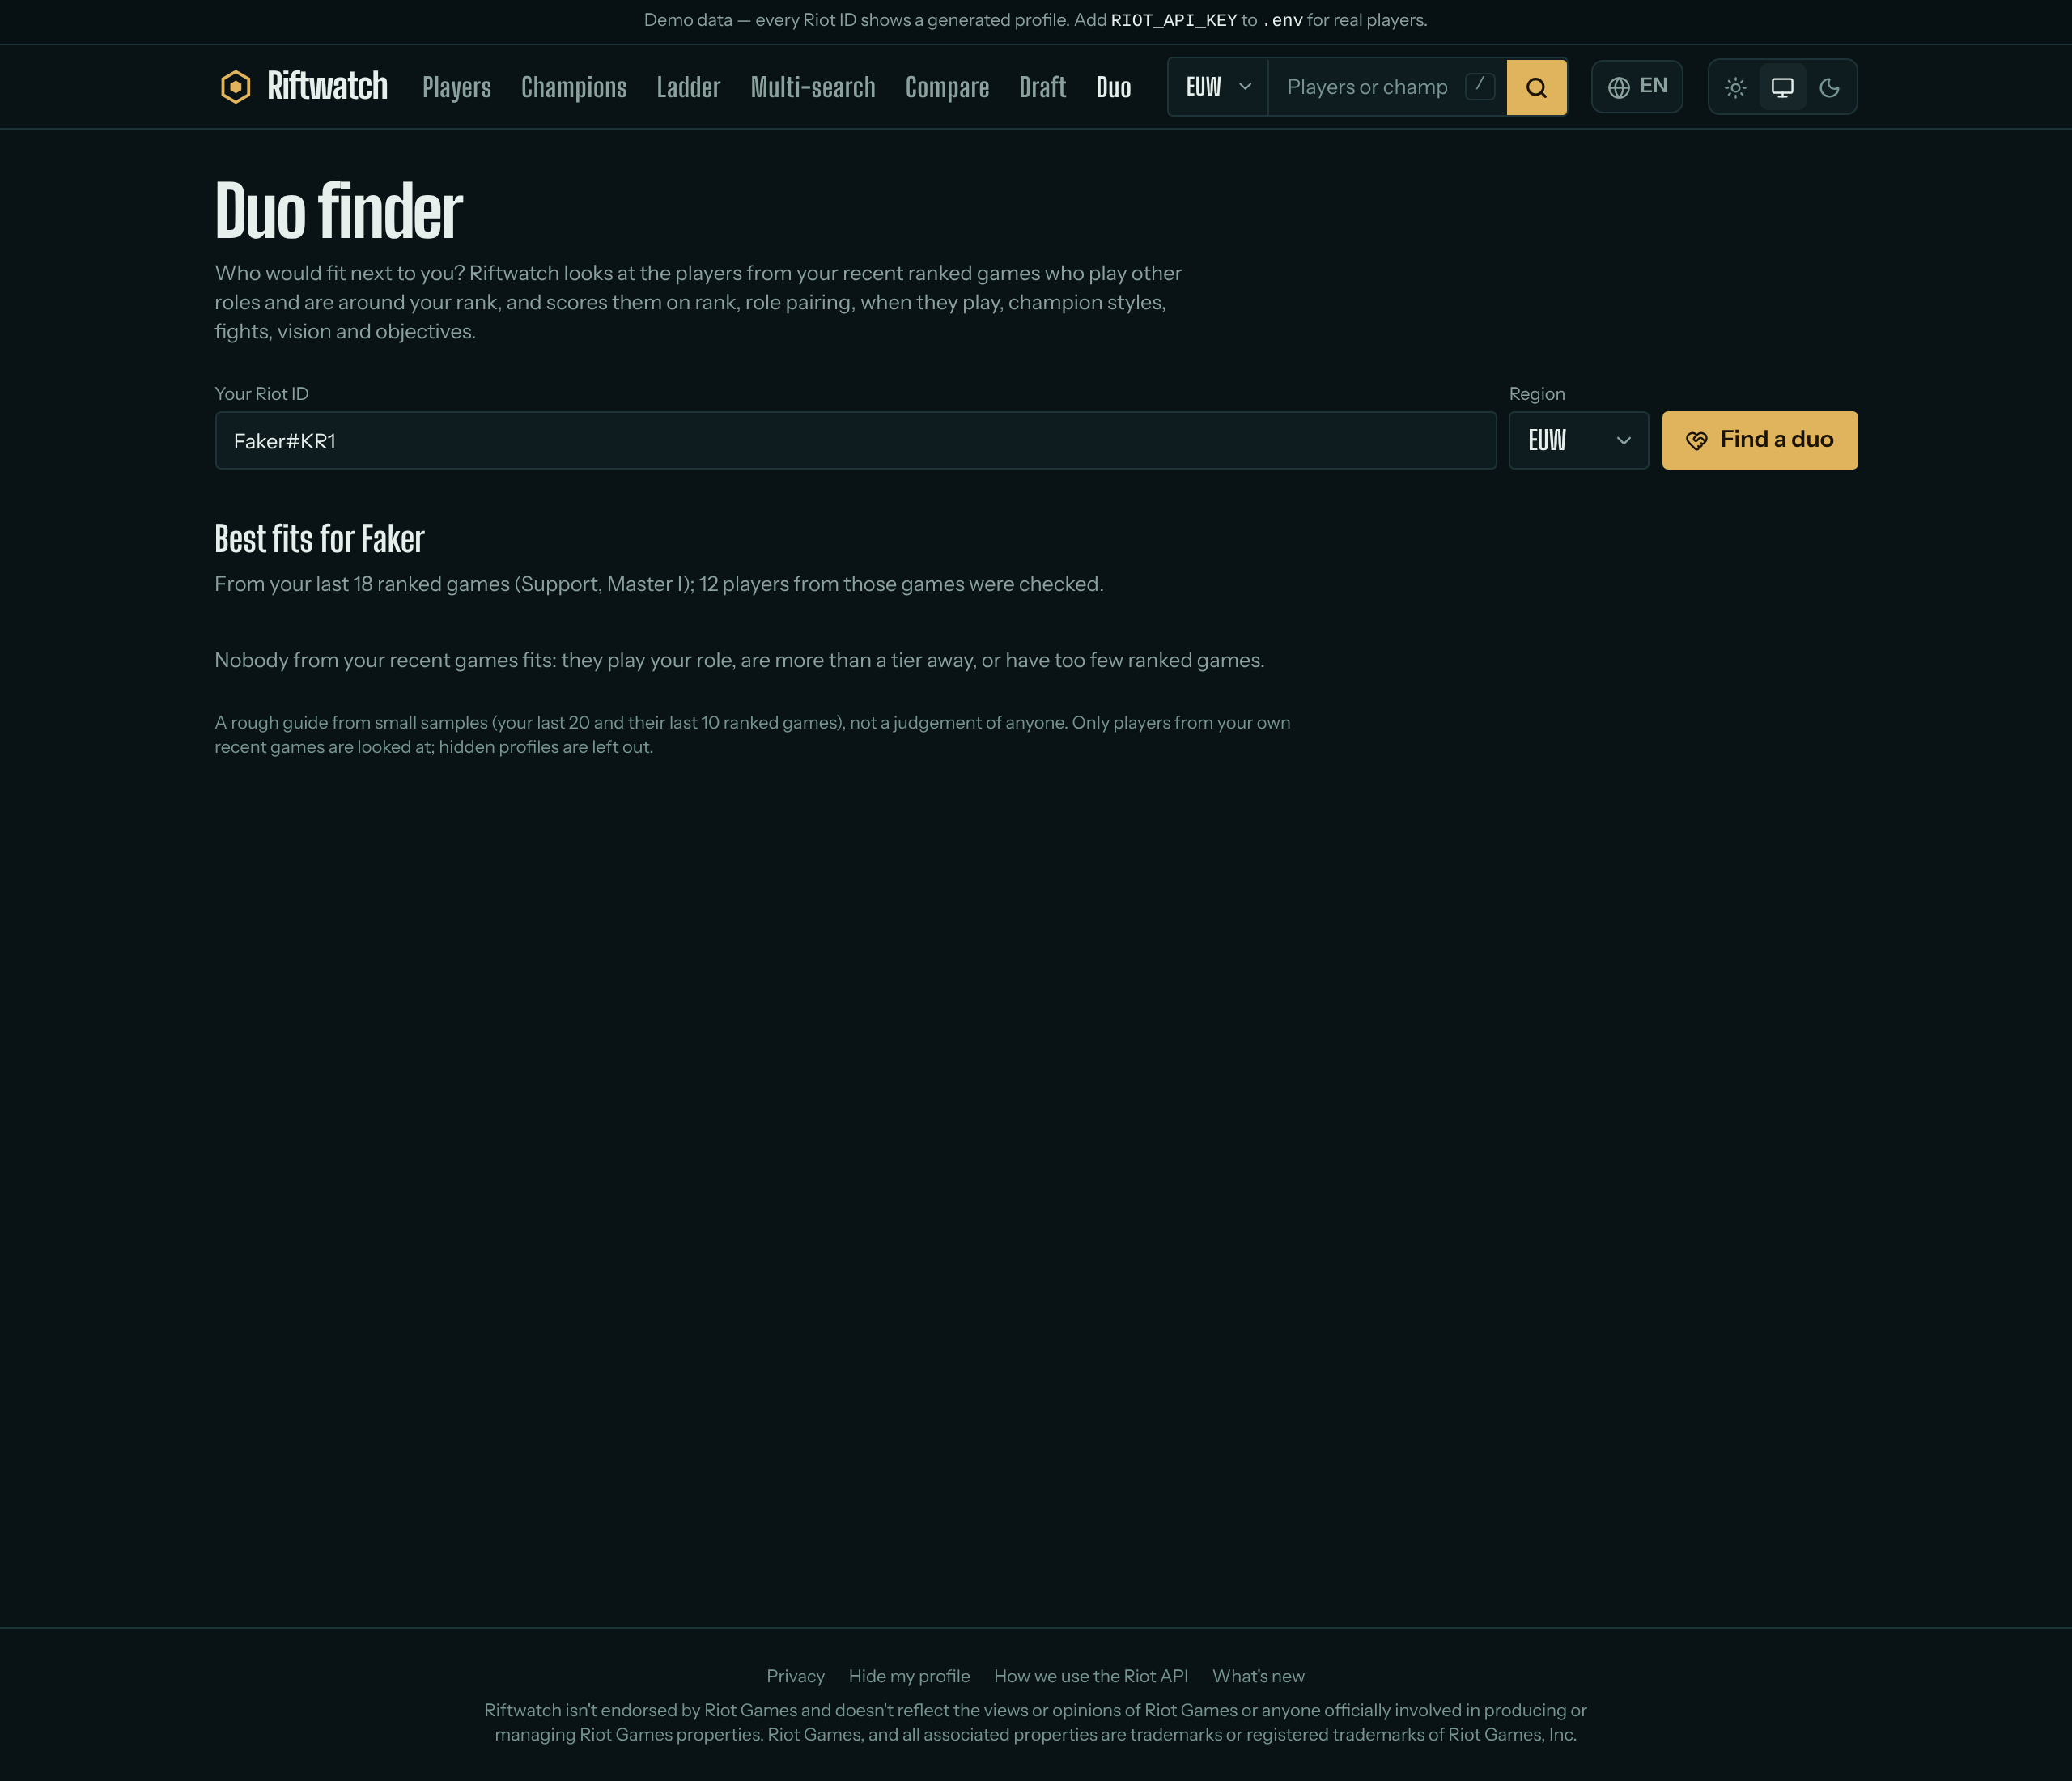 Demo data — every Riot ID shows a generated profile. Add RIOT_API_KEY to .env for real players.
Riftwatch Players Champions Ladder Multi-search Compare Draft Duo EUW Players or champ / EN
Duo finder
Who would fit next to you? Riftwatch looks at the players from your recent ranked games who play other
roles and are around your rank, and scores them on rank, role pairing, when they play, champion styles,
fights, vision and objectives.
Your Riot ID Region
Faker#KR1 EUW Find a duo
Best fits for Faker
From your last 18 ranked games (Support, Master I); 12 players from those games were checked.
Nobody from your recent games fits: they play your role, are more than a tier away, or have too few ranked games.
A rough guide from small samples (your last 20 and their last 10 ranked games), not a judgement of anyone. Only players from your own
recent games are looked at; hidden profiles are left out.
Privacy Hide my profile How we use the Riot API What's new
Riftwatch isn't endorsed by Riot Games and doesn't reflect the views or opinions of Riot Games or anyone officially involved in producing or
managing Riot Games properties. Riot Games, and all associated properties are trademarks or registered trademarks of Riot Games, Inc.